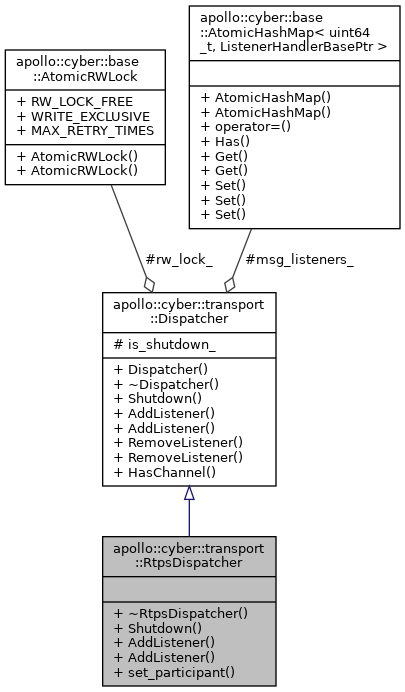 apollo::cyber::base
::AtomicHashMap< uint64
_t, ListenerHandlerBasePtr >
+ AtomicHashMap()
+ AtomicHashMap()
+ operator=()
+ Has()
+ Get()
+ Get()
+ Set()
+ Set()
+ Set()
apollo::cyber::base
::AtomicRWLock
+ RW_LOCK_FREE
+ WRITE_EXCLUSIVE
+ MAX_RETRY_TIMES
+ AtomicRWLock()
+ AtomicRWLock()
#rw_lock_
#msg_listeners_
apollo::cyber::transport
::Dispatcher
# is_shutdown_
+ Dispatcher()
+ ~Dispatcher()
+ Shutdown()
+ AddListener()
+ AddListener()
+ RemoveListener()
+ RemoveListener()
+ HasChannel()
apollo::cyber::transport
::RtpsDispatcher
+ ~RtpsDispatcher()
+ Shutdown()
+ AddListener()
+ AddListener()
+ set_participant()